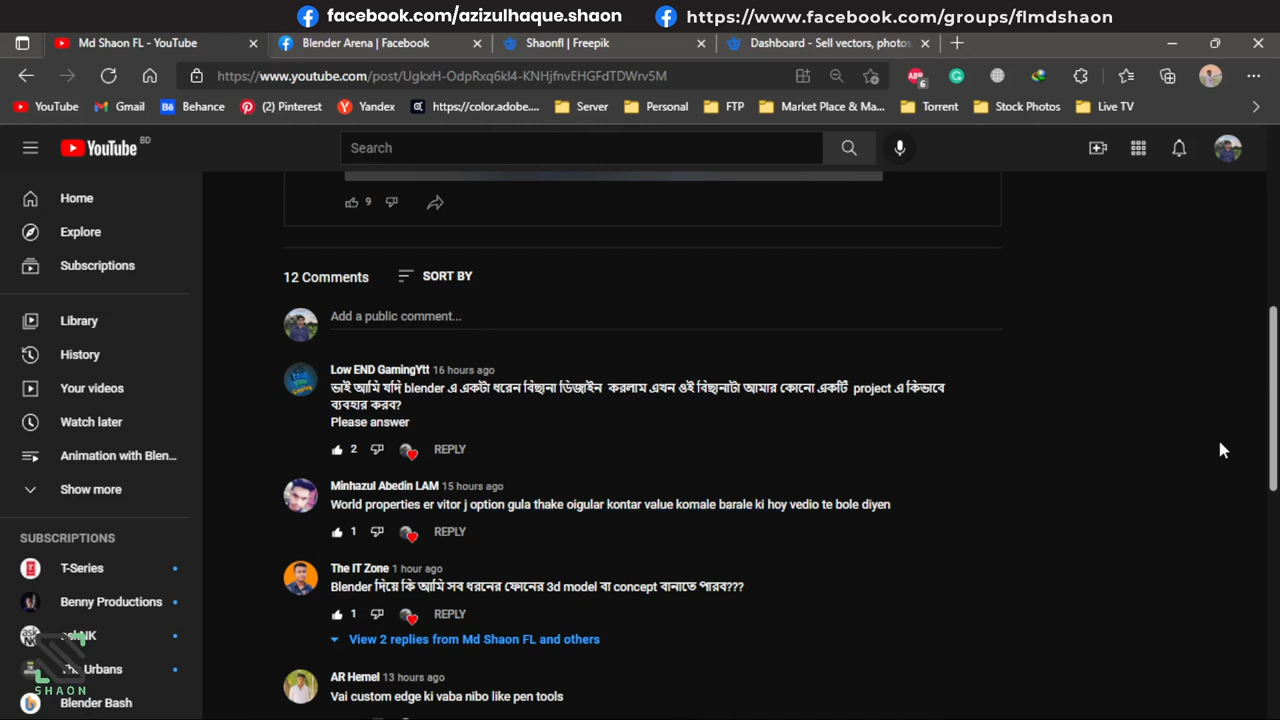 facebook.com/azizulhaque.shaon https://www.facebook.com/groups/flmdshaon
Md Shaon FL - YouTube Blender Arena | Facebook Shaonfl | Freepik Dashboard - Sell vectors, photos,
https://www.youtube.com/post/UgkxH-OdpRxq6kl4-KNHjfnvEHGFdTDWrv5M 6
YouTube Gmail Behance (2) Pinterest Yandex https://color.adobe.... Server Personal FTP Market Place & Ma... Torrent Stock Photos Live TV
YouTube BD Search
9
Home
Explore
Subscriptions
Library
History
Your videos
Watch later
Animation with Blen...
Show more
SUBSCRIPTIONS
T-Series
Benny Productions
askNK
The Urbans
SHAON
Blender Bash
12 Comments SORT BY
Add a public comment...
Low END GamingYtt 16 hours ago
ভাই আমি যদি blender এ একটা ধরেন বিছানা ডিজাইন করলাম এখন ওই বিছানাটা আমার কোনো একটি project এ কিভাবে
ব্যবহার করব?
Please answer
2 REPLY
Minhazul Abedin LAM 15 hours ago
World properties er vitor j option gula thake oigular kontar value komale barale ki hoy vedio te bole diyen
1 REPLY
The IT Zone 1 hour ago
Blender দিয়ে কি আমি সব ধরনের ফোনের 3d model বা concept বানাতে পারব???
1 REPLY
View 2 replies from Md Shaon FL and others
AR Hemel 13 hours ago
Vai custom edge ki vaba nibo like pen tools